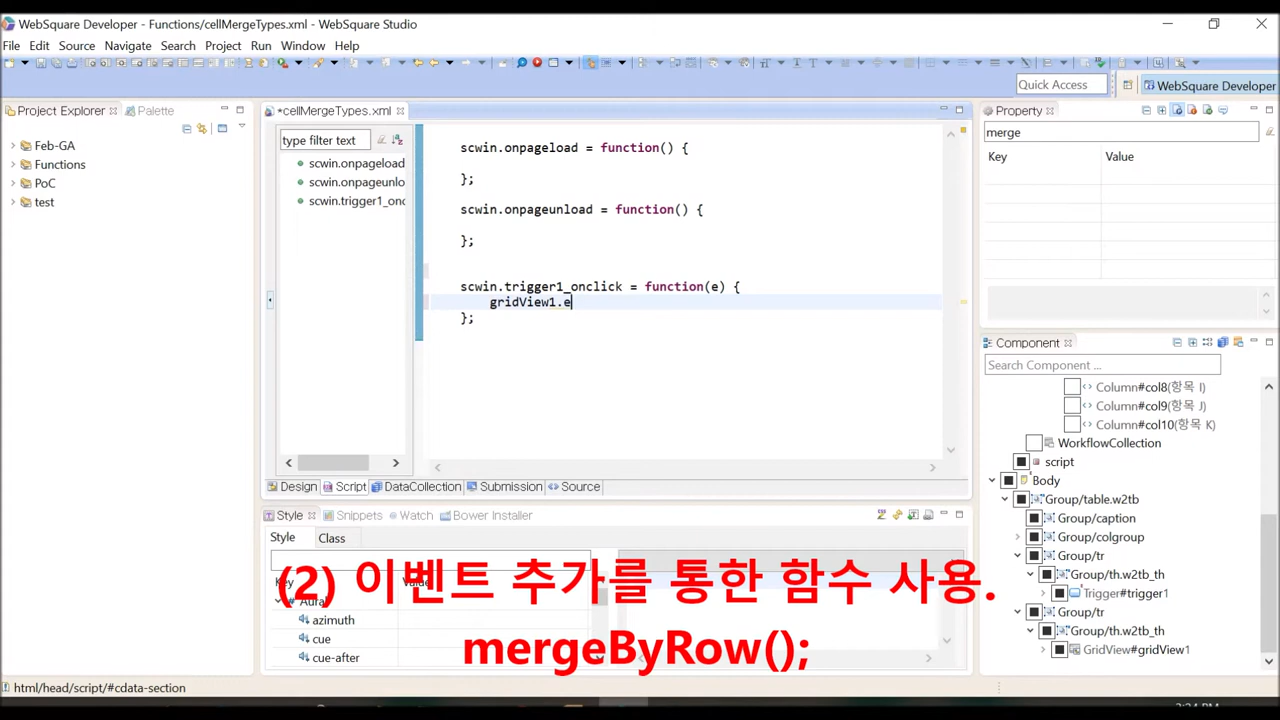 WebSquare Developer - Functions/cellMergeTypes.xml - WebSquare Studio
File Edit Source Navigate Search Project Run Window Help
Quick Access
WebSquare Developer
Project Explorer
Palette
Feb-GA
Functions
PoC
test
*cellMergeTypes.xml
type filter text
scwin.onpageload
scwin.onpageunlo
scwin.trigger1_onc
scwin.onpageload = function() {
};
scwin.onpageunload = function() {
};
scwin.trigger1_onclick = function(e) {
gridView1.e
};
Design Script DataCollection Submission Source
Property
merge
Key Value
Component
Search Component ...
Column#col8(항목 I)
Column#col9(항목 J)
Column#col10(항목 K)
WorkflowCollection
script
Body
Group/table.w2tb
Group/caption
Group/colgroup
Group/tr
Group/th.w2tb_th
Trigger#trigger1
Group/tr
Group/th.w2tb_th
GridView#gridView1
Style Snippets Watch Bower Installer
Style Class
Key Value
Aural
azimuth
cue
cue-after
(2) 이벤트 추가를 통한 함수 사용.
mergeByRow();
html/head/script/#cdata-section